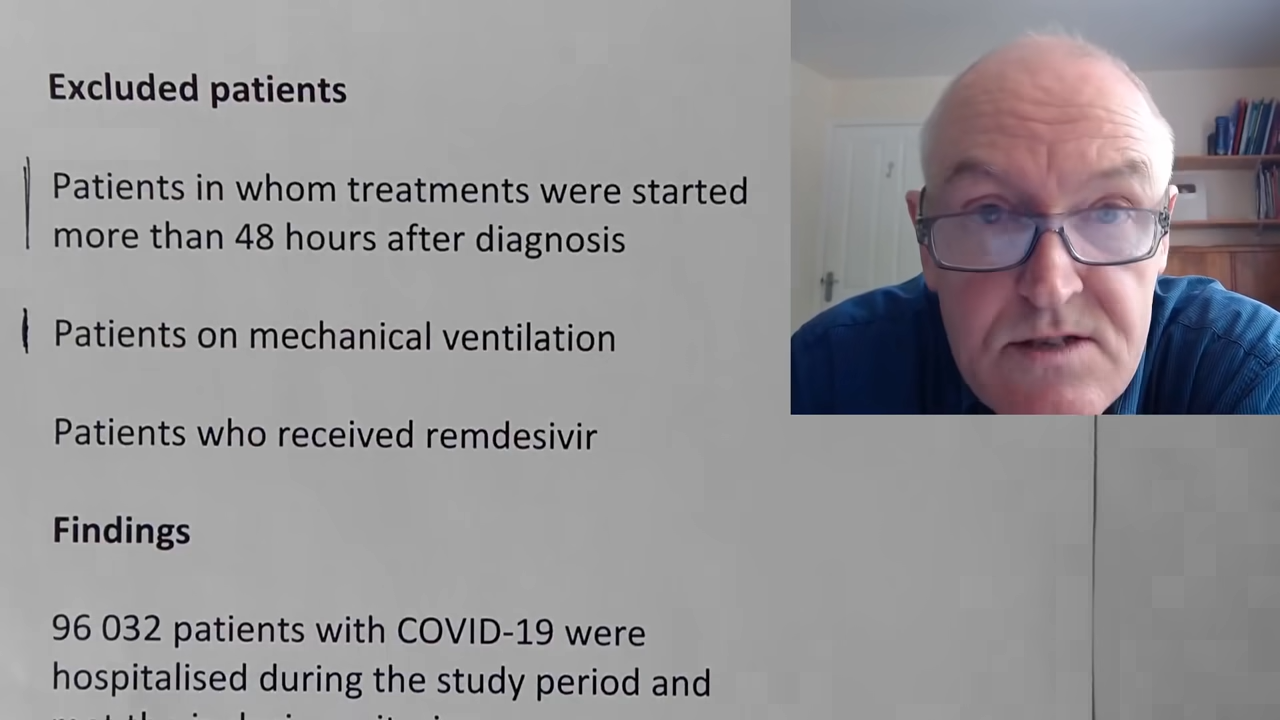 Excluded patients
Patients in whom treatments were started
more than 48 hours after diagnosis
Patients on mechanical ventilation
Patients who received remdesivir
Findings
96 032 patients with COVID-19 were
hospitalised during the study period and